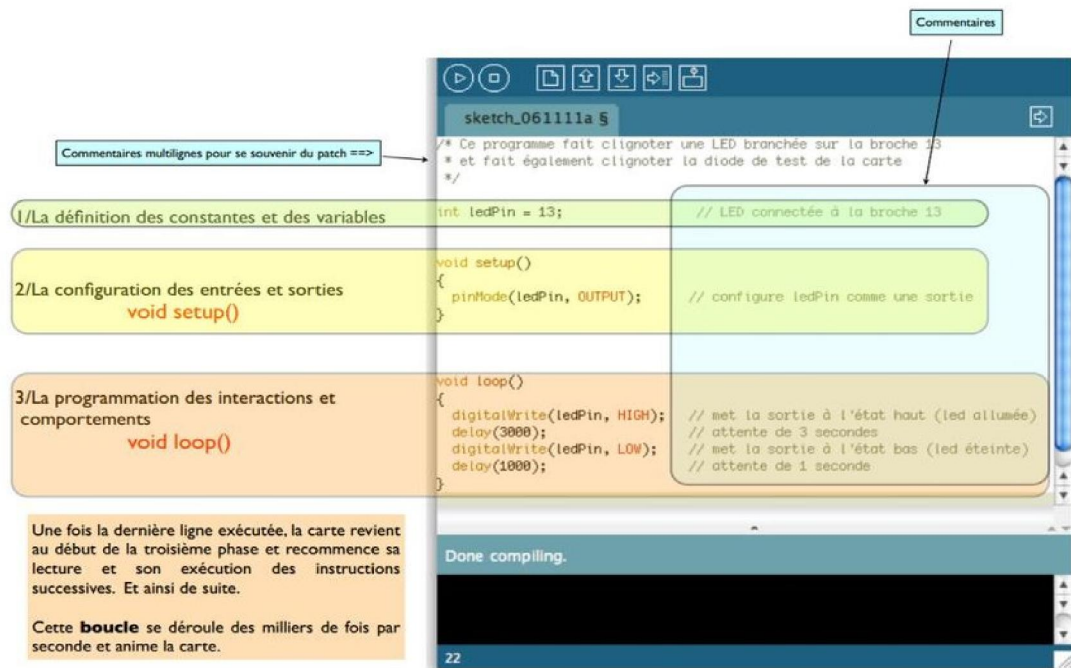 Commentaires
sketch_061111a §
Commentaires multilignes pour se souvenir du patch ==>
/* Ce programme fait clignoter une LED branchée sur la broche 13
* et fait également clignoter la diode de test de la carte
*/
1/La définition des constantes et des variables
int ledPin = 13; // LED connectée à la broche 13
2/La configuration des entrées et sorties
void setup()
void setup()
{
pinMode(ledPin, OUTPUT); // configure ledPin comme une sortie
}
3/La programmation des interactions et
comportements
void loop()
void loop()
{
digitalWrite(ledPin, HIGH); // met la sortie à l'état haut (led allumée)
delay(3000); // attente de 3 secondes
digitalWrite(ledPin, LOW); // met la sortie à l'état bas (led éteinte)
delay(1000); // attente de 1 seconde
}
Une fois la dernière ligne exécutée, la carte revient
au début de la troisième phase et recommence sa
lecture et son exécution des instructions
successives. Et ainsi de suite.
Cette boucle se déroule des milliers de fois par
seconde et anime la carte.
Done compiling.
22